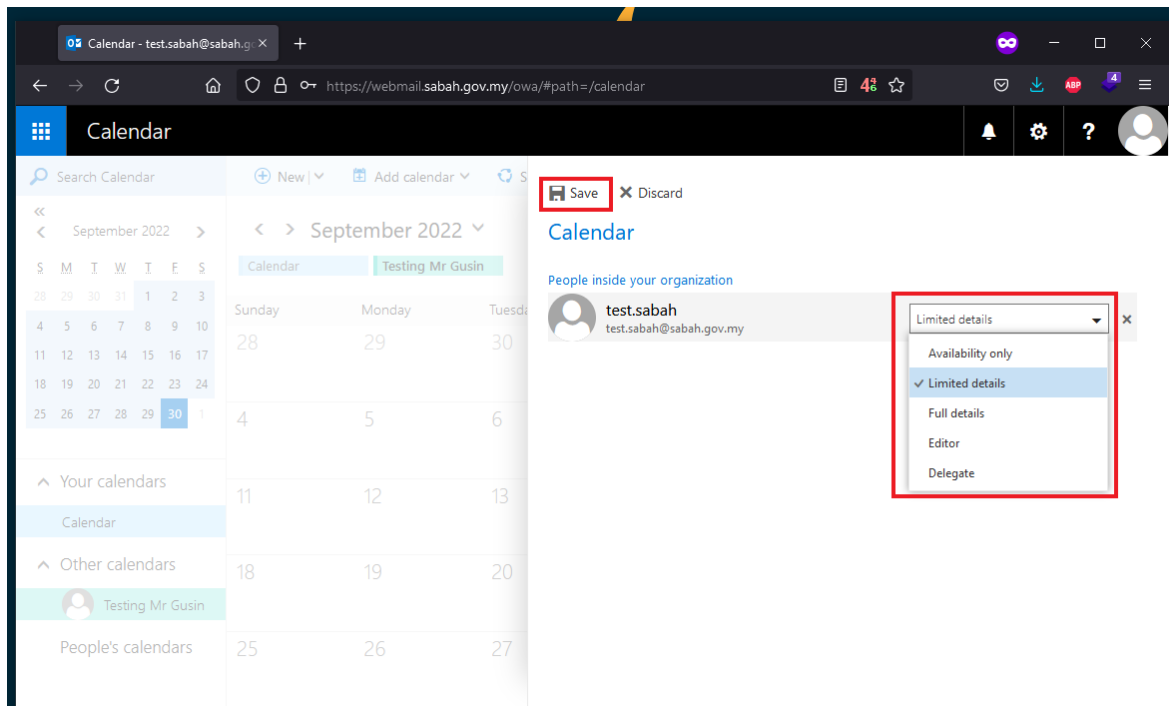 Calendar - test.sabah@sabah.gc
https://webmail.sabah.gov.my/owa/#path=/calendar
ABP
4
Calendar
?
Search Calendar
New
Add calendar
S
September 2022
S M T W T F S
28 29 30 31 1 2 3
4 5 6 7 8 9 10
11 12 13 14 15 16 17
18 19 20 21 22 23 24
25 26 27 28 29 30 1
Your calendars
Calendar
Other calendars
Testing Mr Gusin
People's calendars
September 2022
Calendar
Testing Mr Gusin
Sunday Monday Tuesda
28 29 30
4 5 6
11 12 13
18 19 20
25 26 27
Save
Discard
Calendar
People inside your organization
test.sabah
test.sabah@sabah.gov.my
Limited details
Availability only
Limited details
Full details
Editor
Delegate